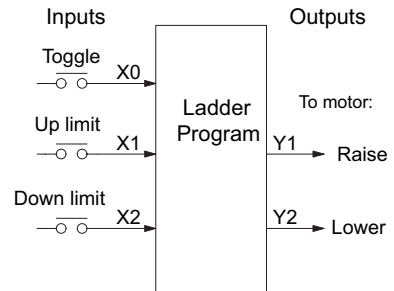 Inputs
Outputs
Toggle
X0
Up limit
X1
Down limit
X2
Ladder
Program
To motor:
Y1
Raise
Y2
Lower